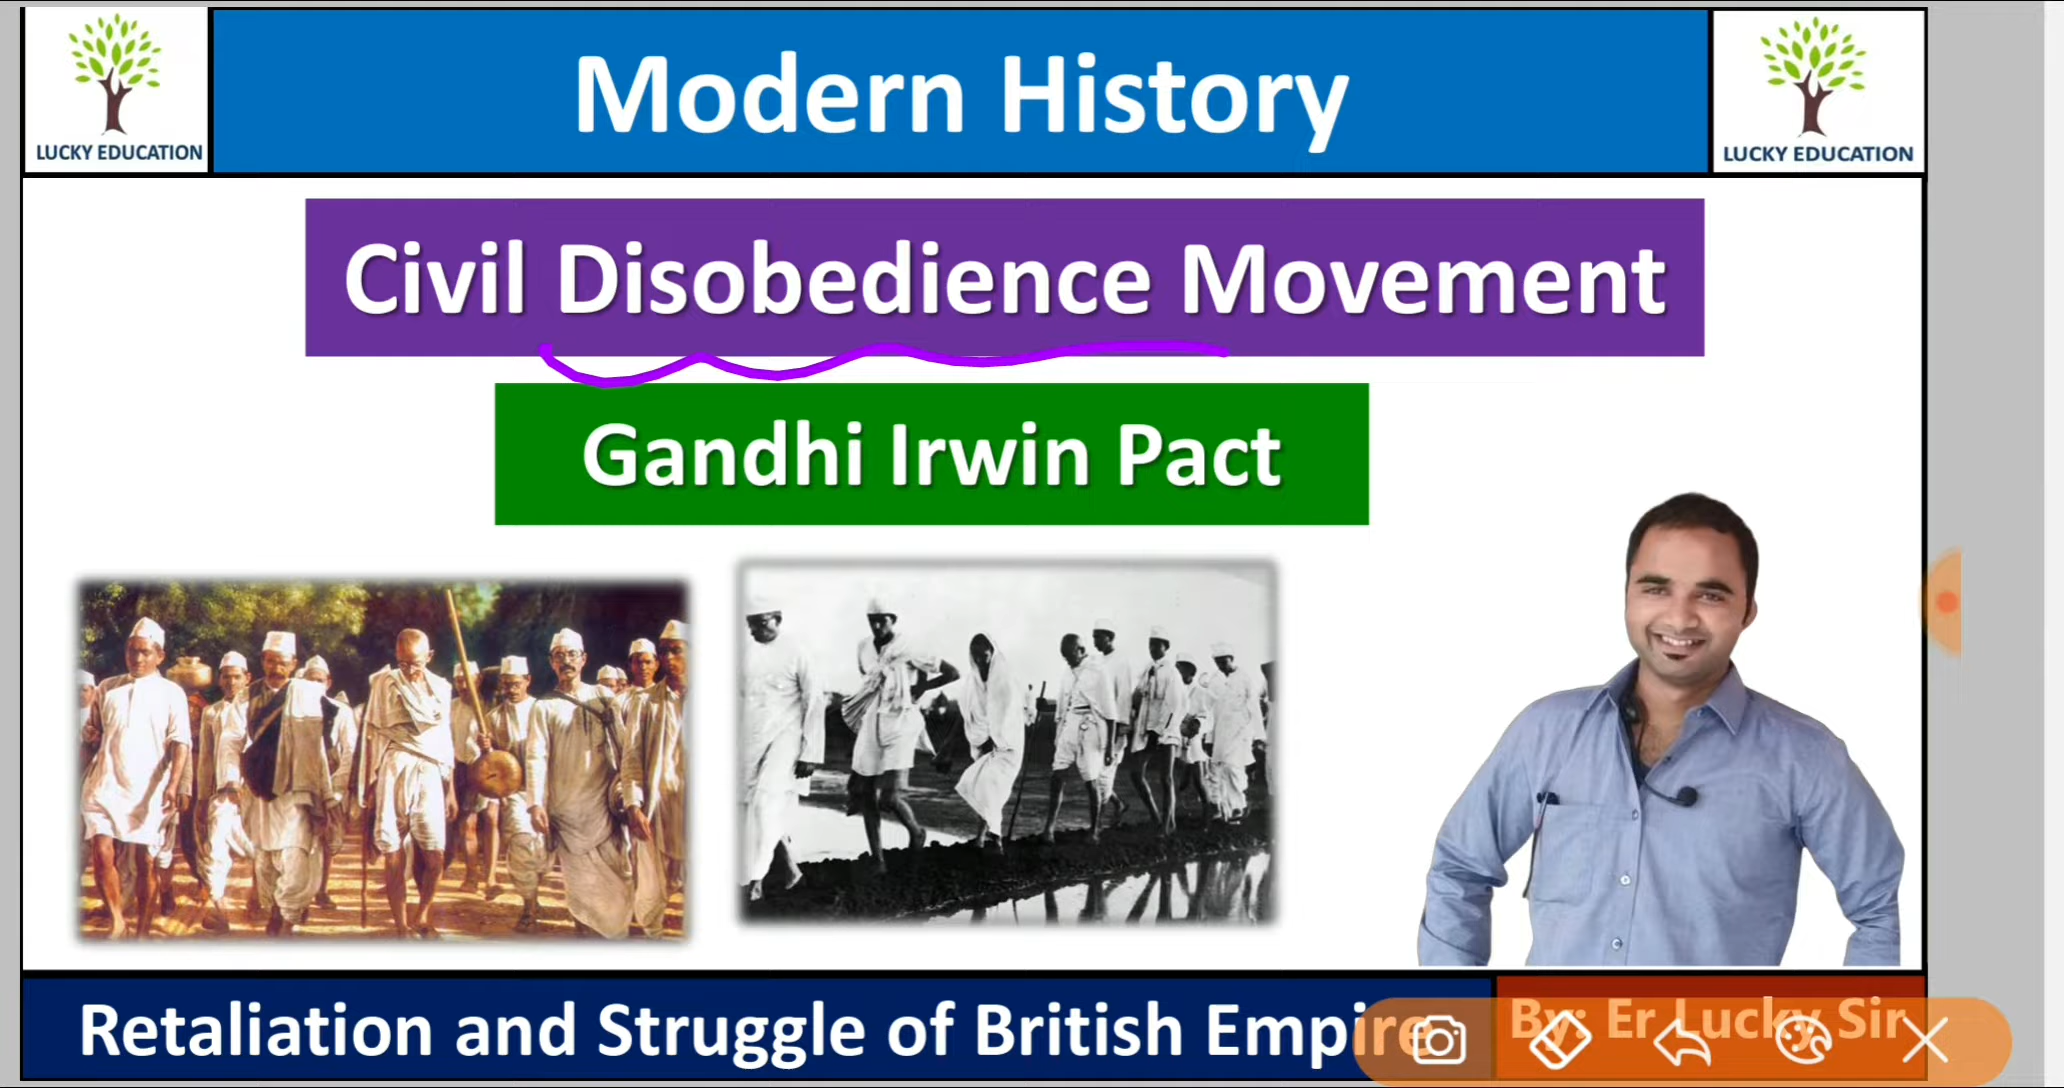 Modern History
LUCKY EDUCATION
LUCKY EDUCATION
Civil Disobedience Movement
Gandhi Irwin Pact
Retaliation and Struggle of British Empire
By: Er Lucky Sir